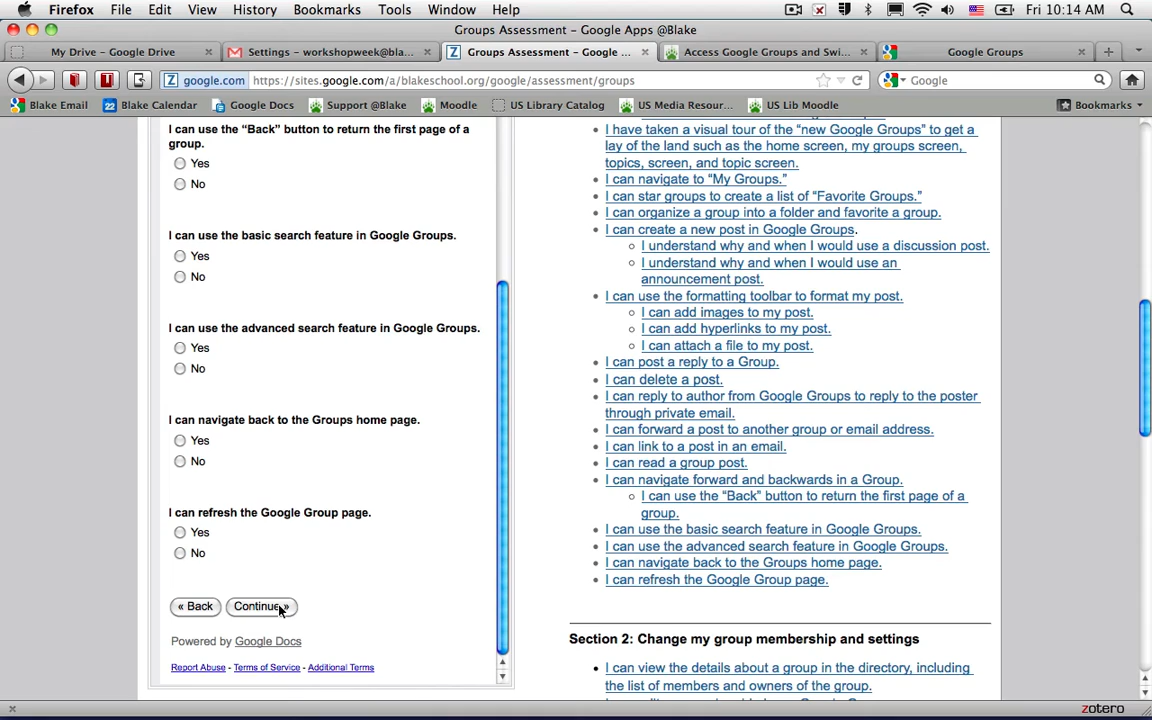 Firefox File Edit View History Bookmarks Tools Window Help Fri 10:14 AM
Groups Assessment – Google Apps @Blake
My Drive – Google Drive
Settings – workshopweek@bla...
Groups Assessment – Google ...
Access Google Groups and Swi...
Google Groups
google.com https://sites.google.com/a/blakeschool.org/google/assessment/groups
Google
Blake Email Blake Calendar Google Docs Support @Blake Moodle US Library Catalog US Media Resour... US Lib Moodle Bookmarks
I can use the “Back” button to return the first page of a
group.
Yes
No
I can use the basic search feature in Google Groups.
Yes
No
I can use the advanced search feature in Google Groups.
Yes
No
I can navigate back to the Groups home page.
Yes
No
I can refresh the Google Group page.
Yes
No
« Back Continue »
Powered by Google Docs
Report Abuse - Terms of Service - Additional Terms
I have taken a visual tour of the “new Google Groups” to get a
lay of the land such as the home screen, my groups screen,
topics, screen, and topic screen.
I can navigate to “My Groups.”
I can star groups to create a list of “Favorite Groups.”
I can organize a group into a folder and favorite a group.
I can create a new post in Google Groups.
I understand why and when I would use a discussion post.
I understand why and when I would use an
announcement post.
I can use the formatting toolbar to format my post.
I can add images to my post.
I can add hyperlinks to my post.
I can attach a file to my post.
I can post a reply to a Group.
I can delete a post.
I can reply to author from Google Groups to reply to the poster
through private email.
I can forward a post to another group or email address.
I can link to a post in an email.
I can read a group post.
I can navigate forward and backwards in a Group.
I can use the “Back” button to return the first page of a
group.
I can use the basic search feature in Google Groups.
I can use the advanced search feature in Google Groups.
I can navigate back to the Groups home page.
I can refresh the Google Group page.
Section 2: Change my group membership and settings
I can view the details about a group in the directory, including
the list of members and owners of the group.
zotero